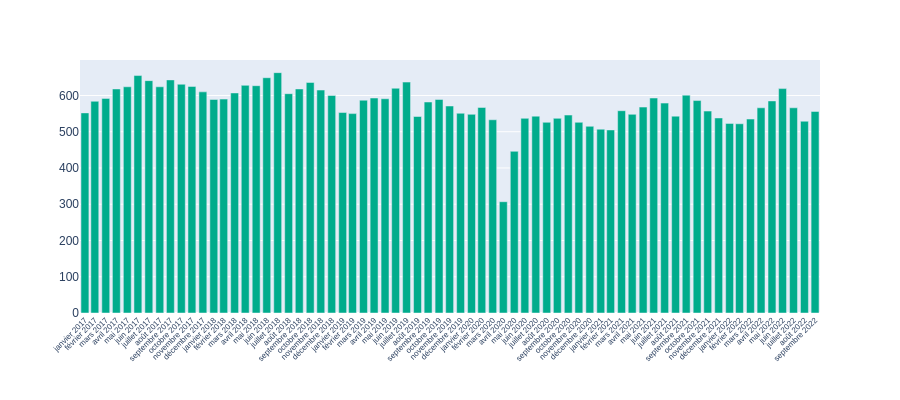 600
500
400
300
200
100
0
janvier 2017
février 2017
mars 2017
avril 2017
mai 2017
juin 2017
juillet 2017
août 2017
septembre 2017
octobre 2017
novembre 2017
décembre 2017
janvier 2018
février 2018
mars 2018
avril 2018
mai 2018
juin 2018
juillet 2018
août 2018
septembre 2018
octobre 2018
novembre 2018
décembre 2018
janvier 2019
février 2019
mars 2019
avril 2019
mai 2019
juin 2019
juillet 2019
août 2019
septembre 2019
octobre 2019
novembre 2019
décembre 2019
janvier 2020
février 2020
mars 2020
avril 2020
mai 2020
juin 2020
juillet 2020
août 2020
septembre 2020
octobre 2020
novembre 2020
décembre 2020
janvier 2021
février 2021
mars 2021
avril 2021
mai 2021
juin 2021
juillet 2021
août 2021
septembre 2021
octobre 2021
novembre 2021
décembre 2021
janvier 2022
février 2022
mars 2022
avril 2022
mai 2022
juin 2022
juillet 2022
août 2022
septembre 2022